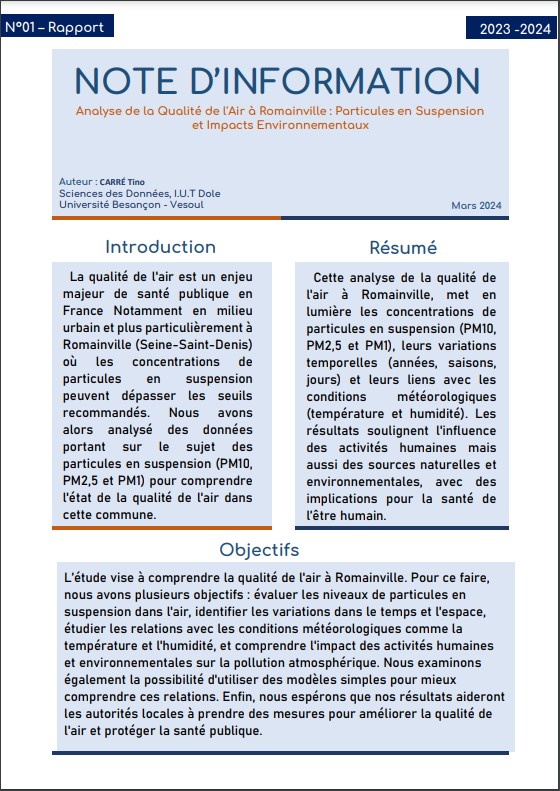 N°01 – Rapport
2023 -2024
NOTE D'INFORMATION
Analyse de la Qualité de l'Air à Romainville : Particules en Suspension
et Impacts Environnementaux
Auteur : CARRÉ Tino
Sciences des Données, I.U.T Dole
Université Besançon - Vesoul
Mars 2024
Introduction
La qualité de l'air est un enjeu
majeur de santé publique en
France Notamment en milieu
urbain et plus particulièrement à
Romainville (Seine-Saint-Denis)
où les concentrations de
particules en suspension
peuvent dépasser les seuils
recommandés. Nous avons
alors analysé des données
portant sur le sujet des
particules en suspension (PM10,
PM2,5 et PM1) pour comprendre
l'état de la qualité de l'air dans
cette commune.
Résumé
Cette analyse de la qualité de
l'air à Romainville, met en
lumière les concentrations de
particules en suspension (PM10,
PM2,5 et PM1), leurs variations
temporelles (années, saisons,
jours) et leurs liens avec les
conditions météorologiques
(température et humidité). Les
résultats soulignent l'influence
des activités humaines mais
aussi des sources naturelles et
environnementales, avec des
implications pour la santé de
l'être humain.
Objectifs
L'étude vise à comprendre la qualité de l'air à Romainville. Pour ce faire,
nous avons plusieurs objectifs : évaluer les niveaux de particules en
suspension dans l'air, identifier les variations dans le temps et l'espace,
étudier les relations avec les conditions météorologiques comme la
température et l'humidité, et comprendre l'impact des activités humaines
et environnementales sur la pollution atmosphérique. Nous examinons
également la possibilité d'utiliser des modèles simples pour mieux
comprendre ces relations. Enfin, nous espérons que nos résultats aideront
les autorités locales à prendre des mesures pour améliorer la qualité de
l'air et protéger la santé publique.